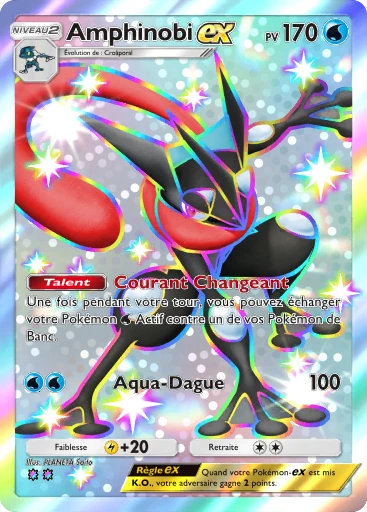 NIVEAU 2
Amphinobi ex
PV 170
Évolution de : Croâporal
Talent Courant Changeant
Une fois pendant votre tour, vous pouvez échanger
votre Pokémon Actif contre un de vos Pokémon de
Banc.
Aqua-Dague 100
Faiblesse +20 Retraite
Illus. PLANETA Saito
Règle ex Quand votre Pokémon-ex est mis
K.O., votre adversaire gagne 2 points.